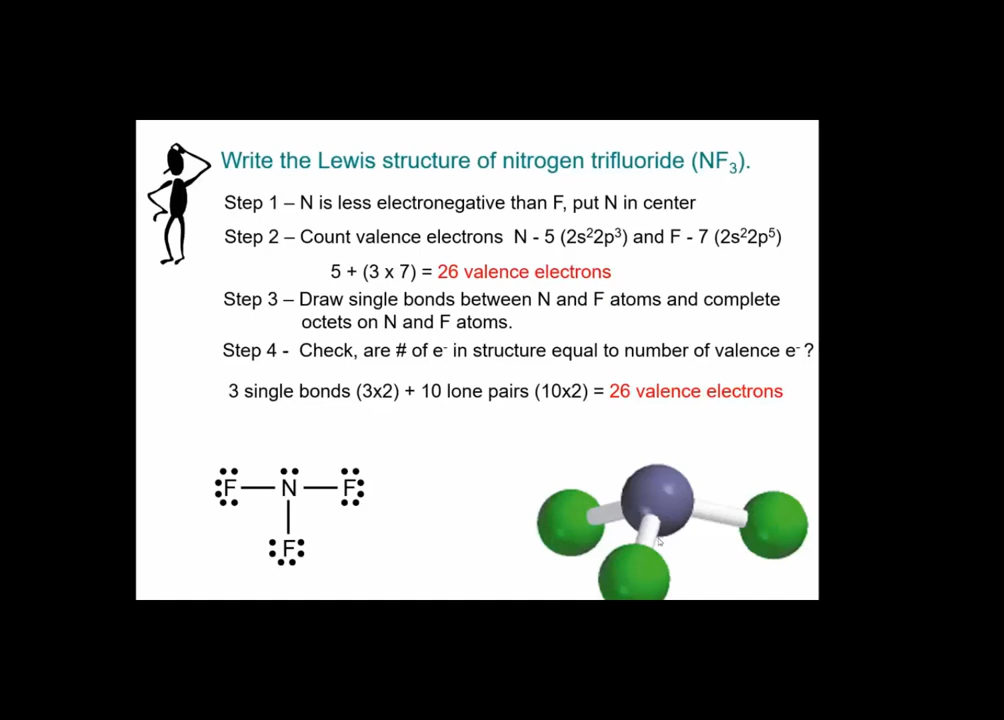 Write the Lewis structure of nitrogen trifluoride (NF₃).
Step 1 – N is less electronegative than F, put N in center
Step 2 – Count valence electrons N - 5 (2s²2p³) and F - 7 (2s²2p⁵)
5 + (3 x 7) = 26 valence electrons
Step 3 – Draw single bonds between N and F atoms and complete
octets on N and F atoms.
Step 4 - Check, are # of e⁻ in structure equal to number of valence e⁻ ?
3 single bonds (3x2) + 10 lone pairs (10x2) = 26 valence electrons
F N F
F